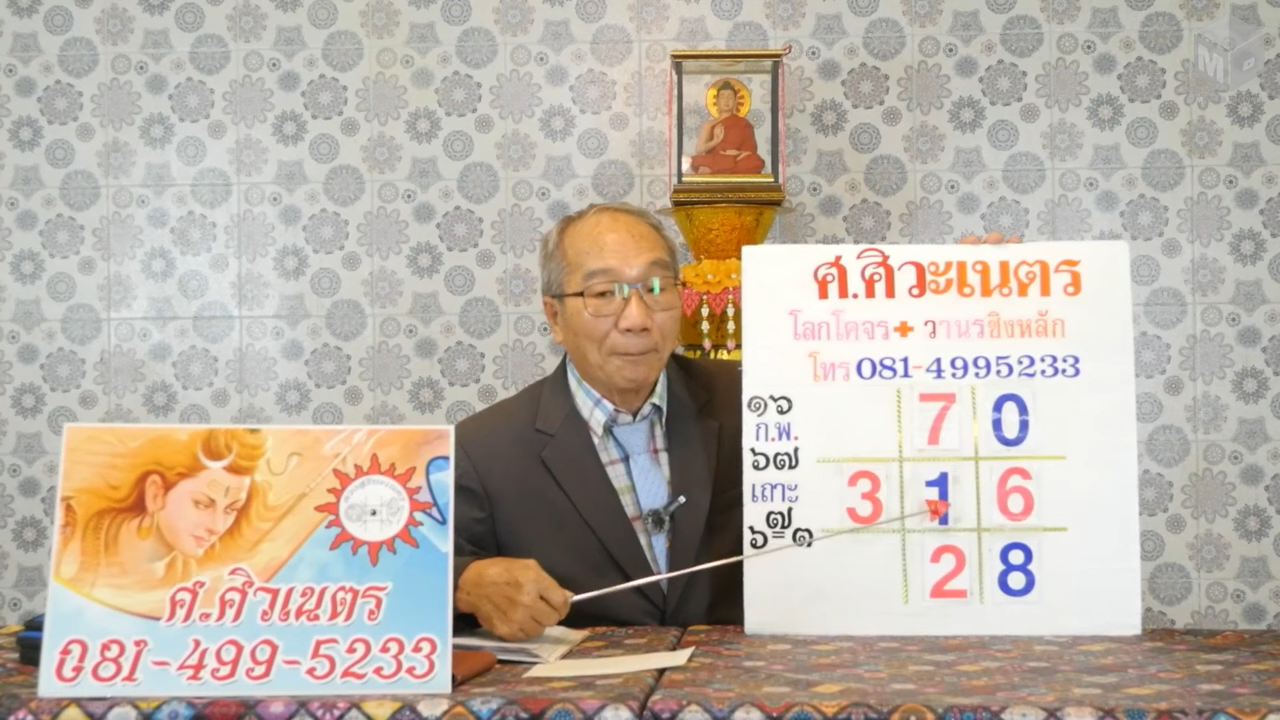 ศ.ศิวะเนตร
โลกโคจร+วานรชิงหลัก
โทร 081-4995233
๑๖
ก.พ.
๖๗
เถาะ
๗
๖=๓
7 0
3 1 6
2 8
ศ.ศิวเนตร
081-499-5233
M